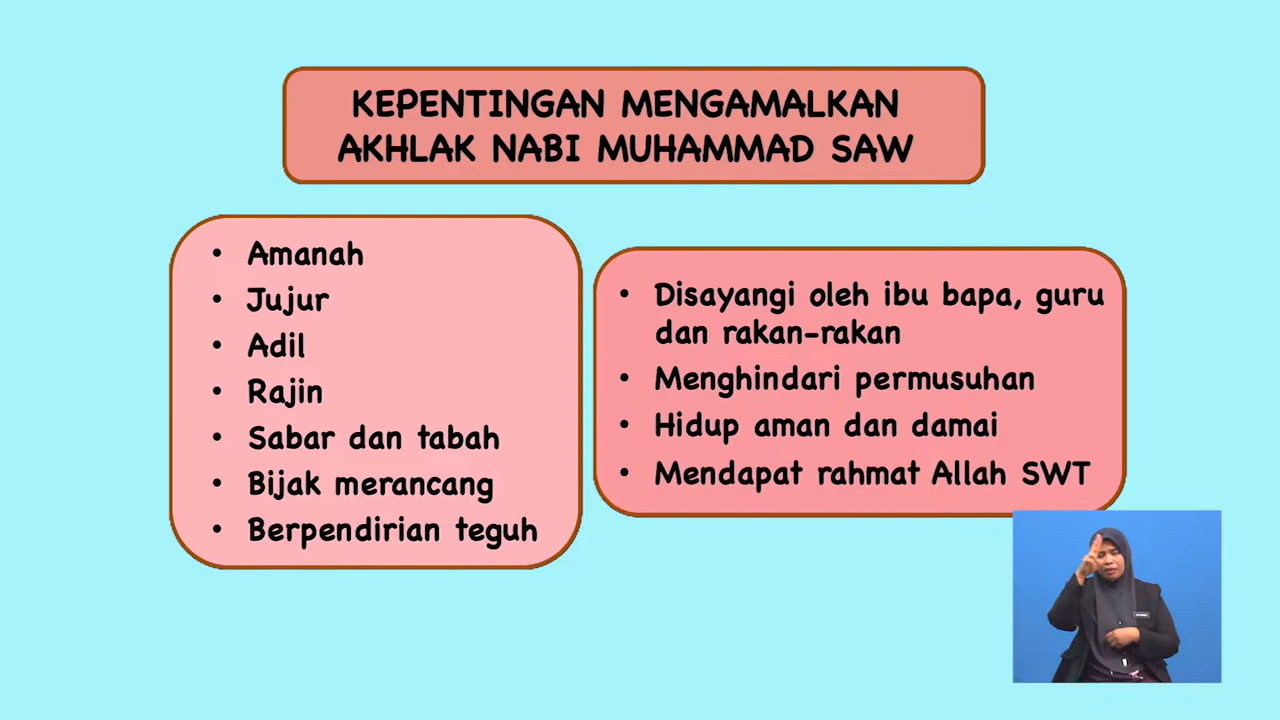 KEPENTINGAN MENGAMALKAN
AKHLAK NABI MUHAMMAD SAW
• Amanah
• Jujur
• Adil
• Rajin
• Sabar dan tabah
• Bijak merancang
• Berpendirian teguh
• Disayangi oleh ibu bapa, guru
dan rakan-rakan
• Menghindari permusuhan
• Hidup aman dan damai
• Mendapat rahmat Allah SWT